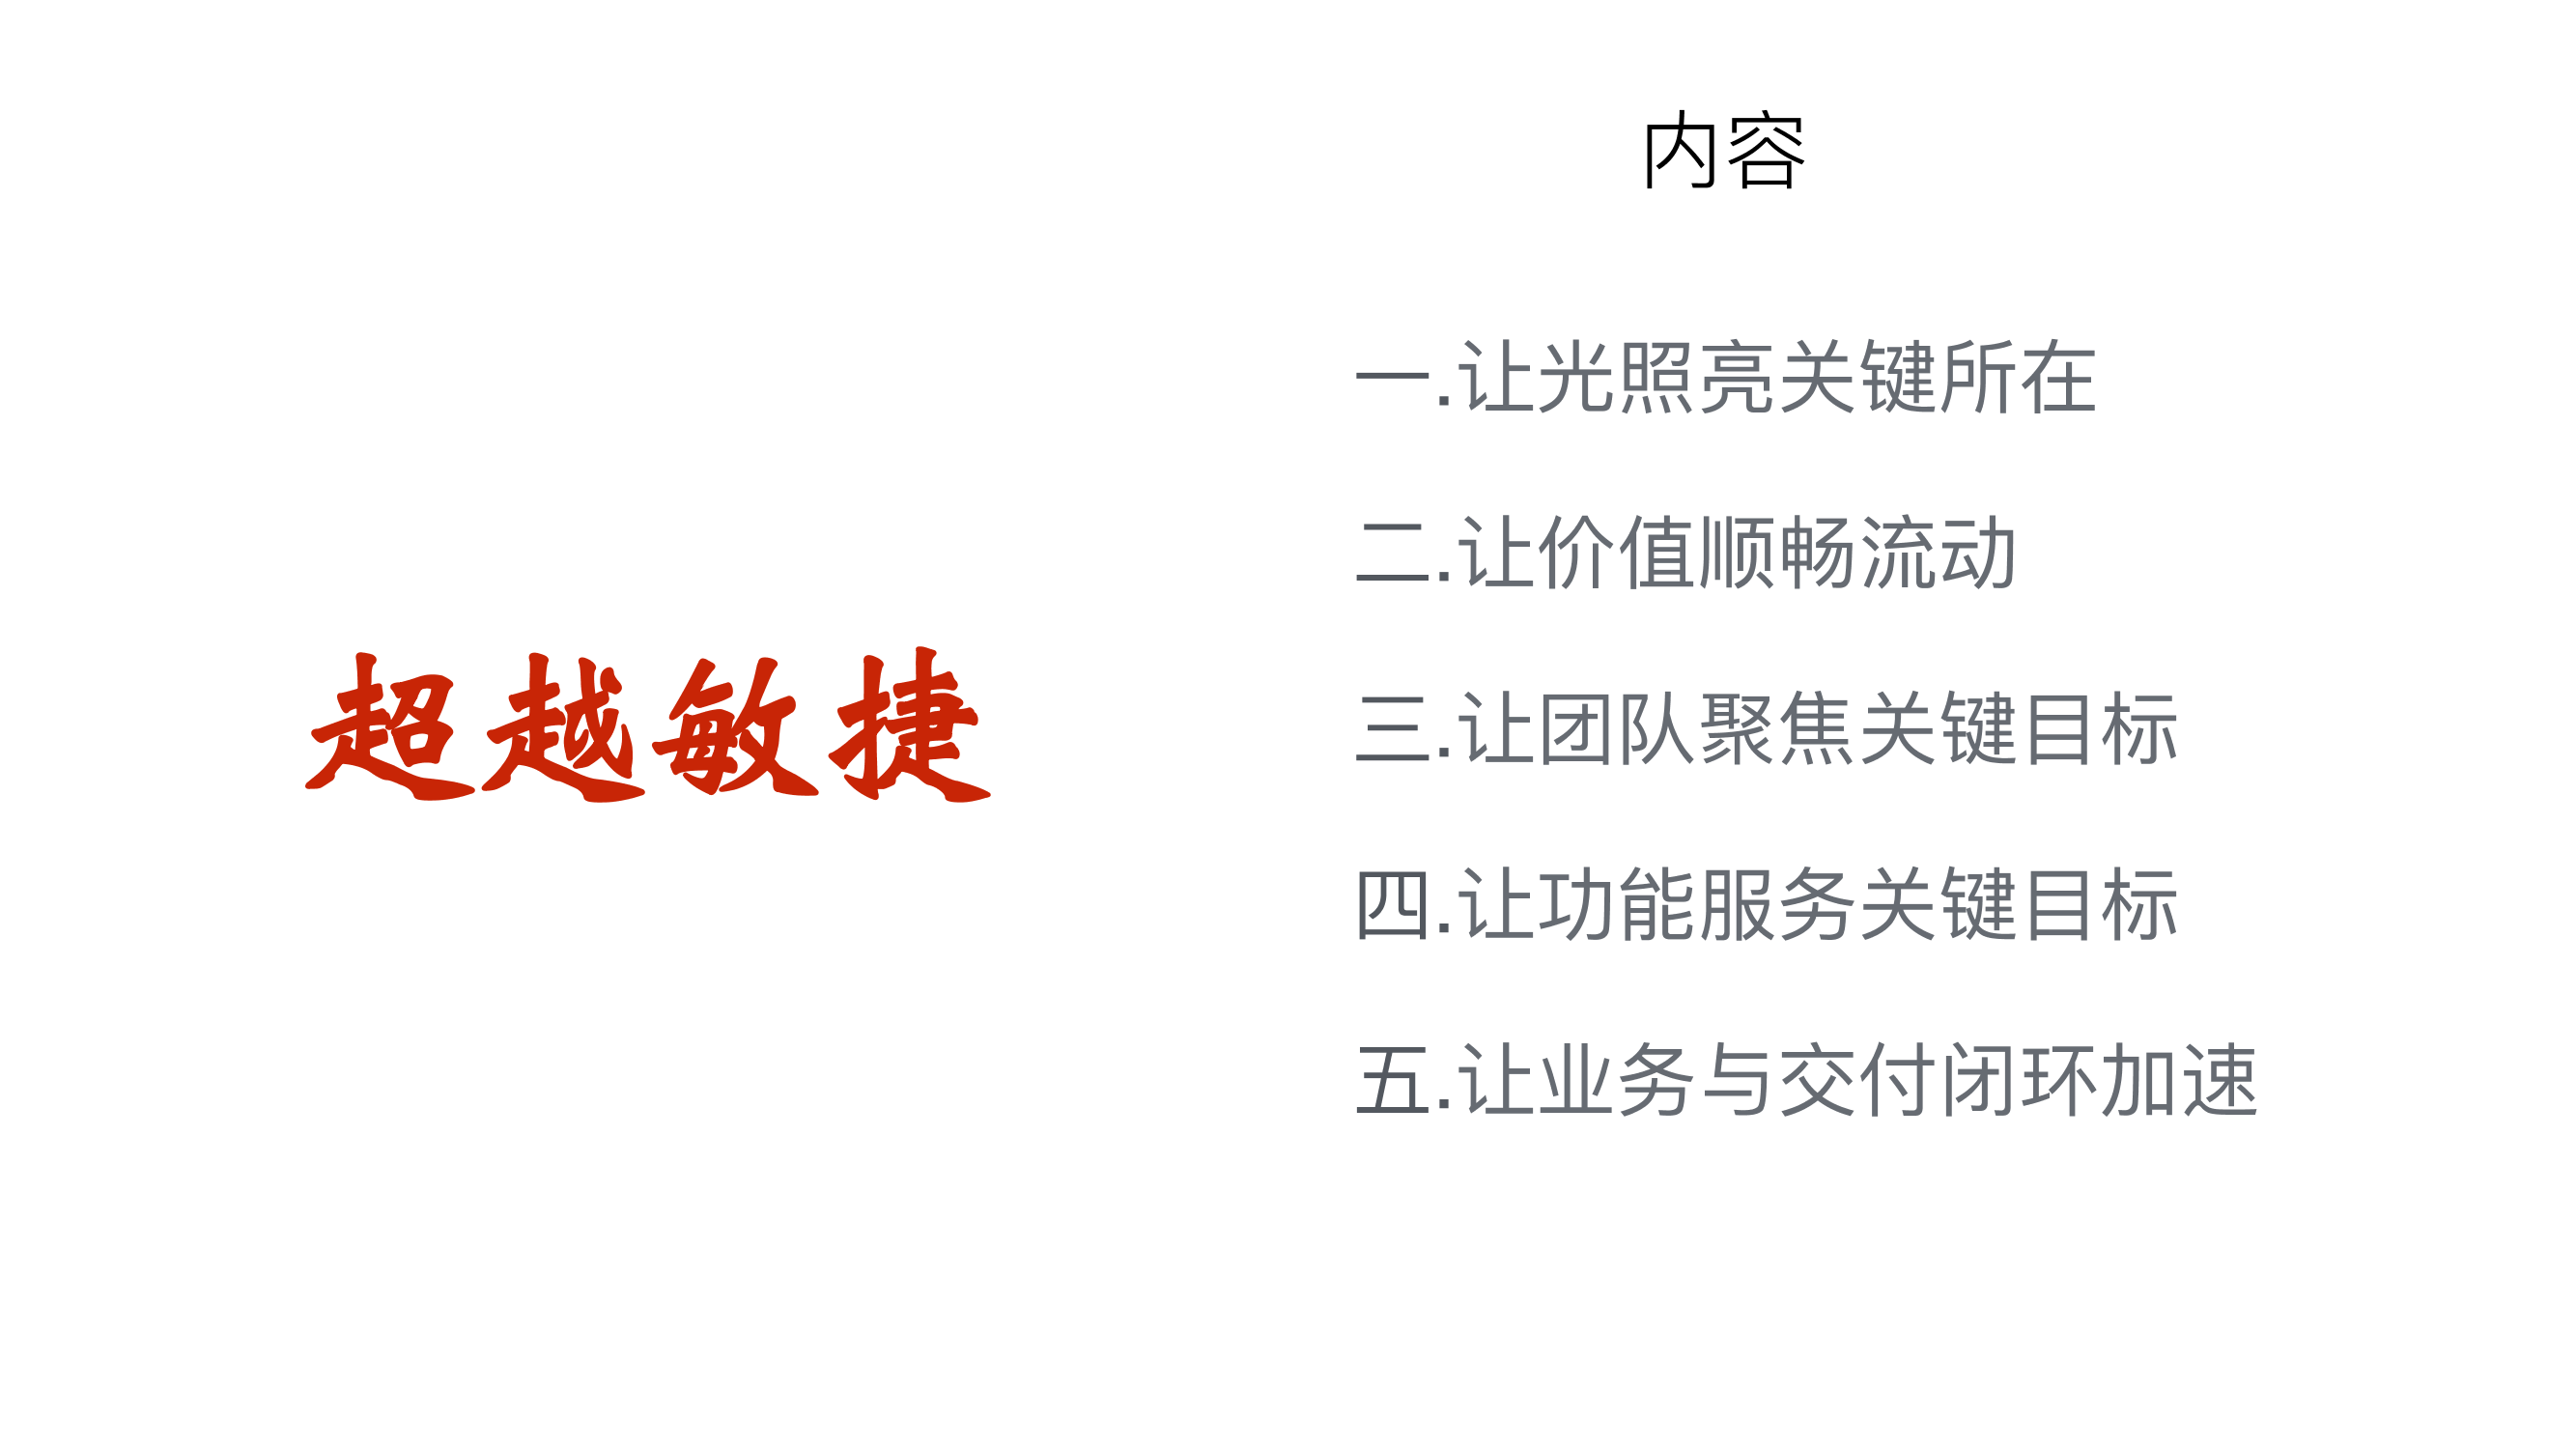 超越敏捷
内容
一.让光照亮关键所在
二.让价值顺畅流动
三.让团队聚焦关键目标
四.让功能服务关键目标
五.让业务与交付闭环加速